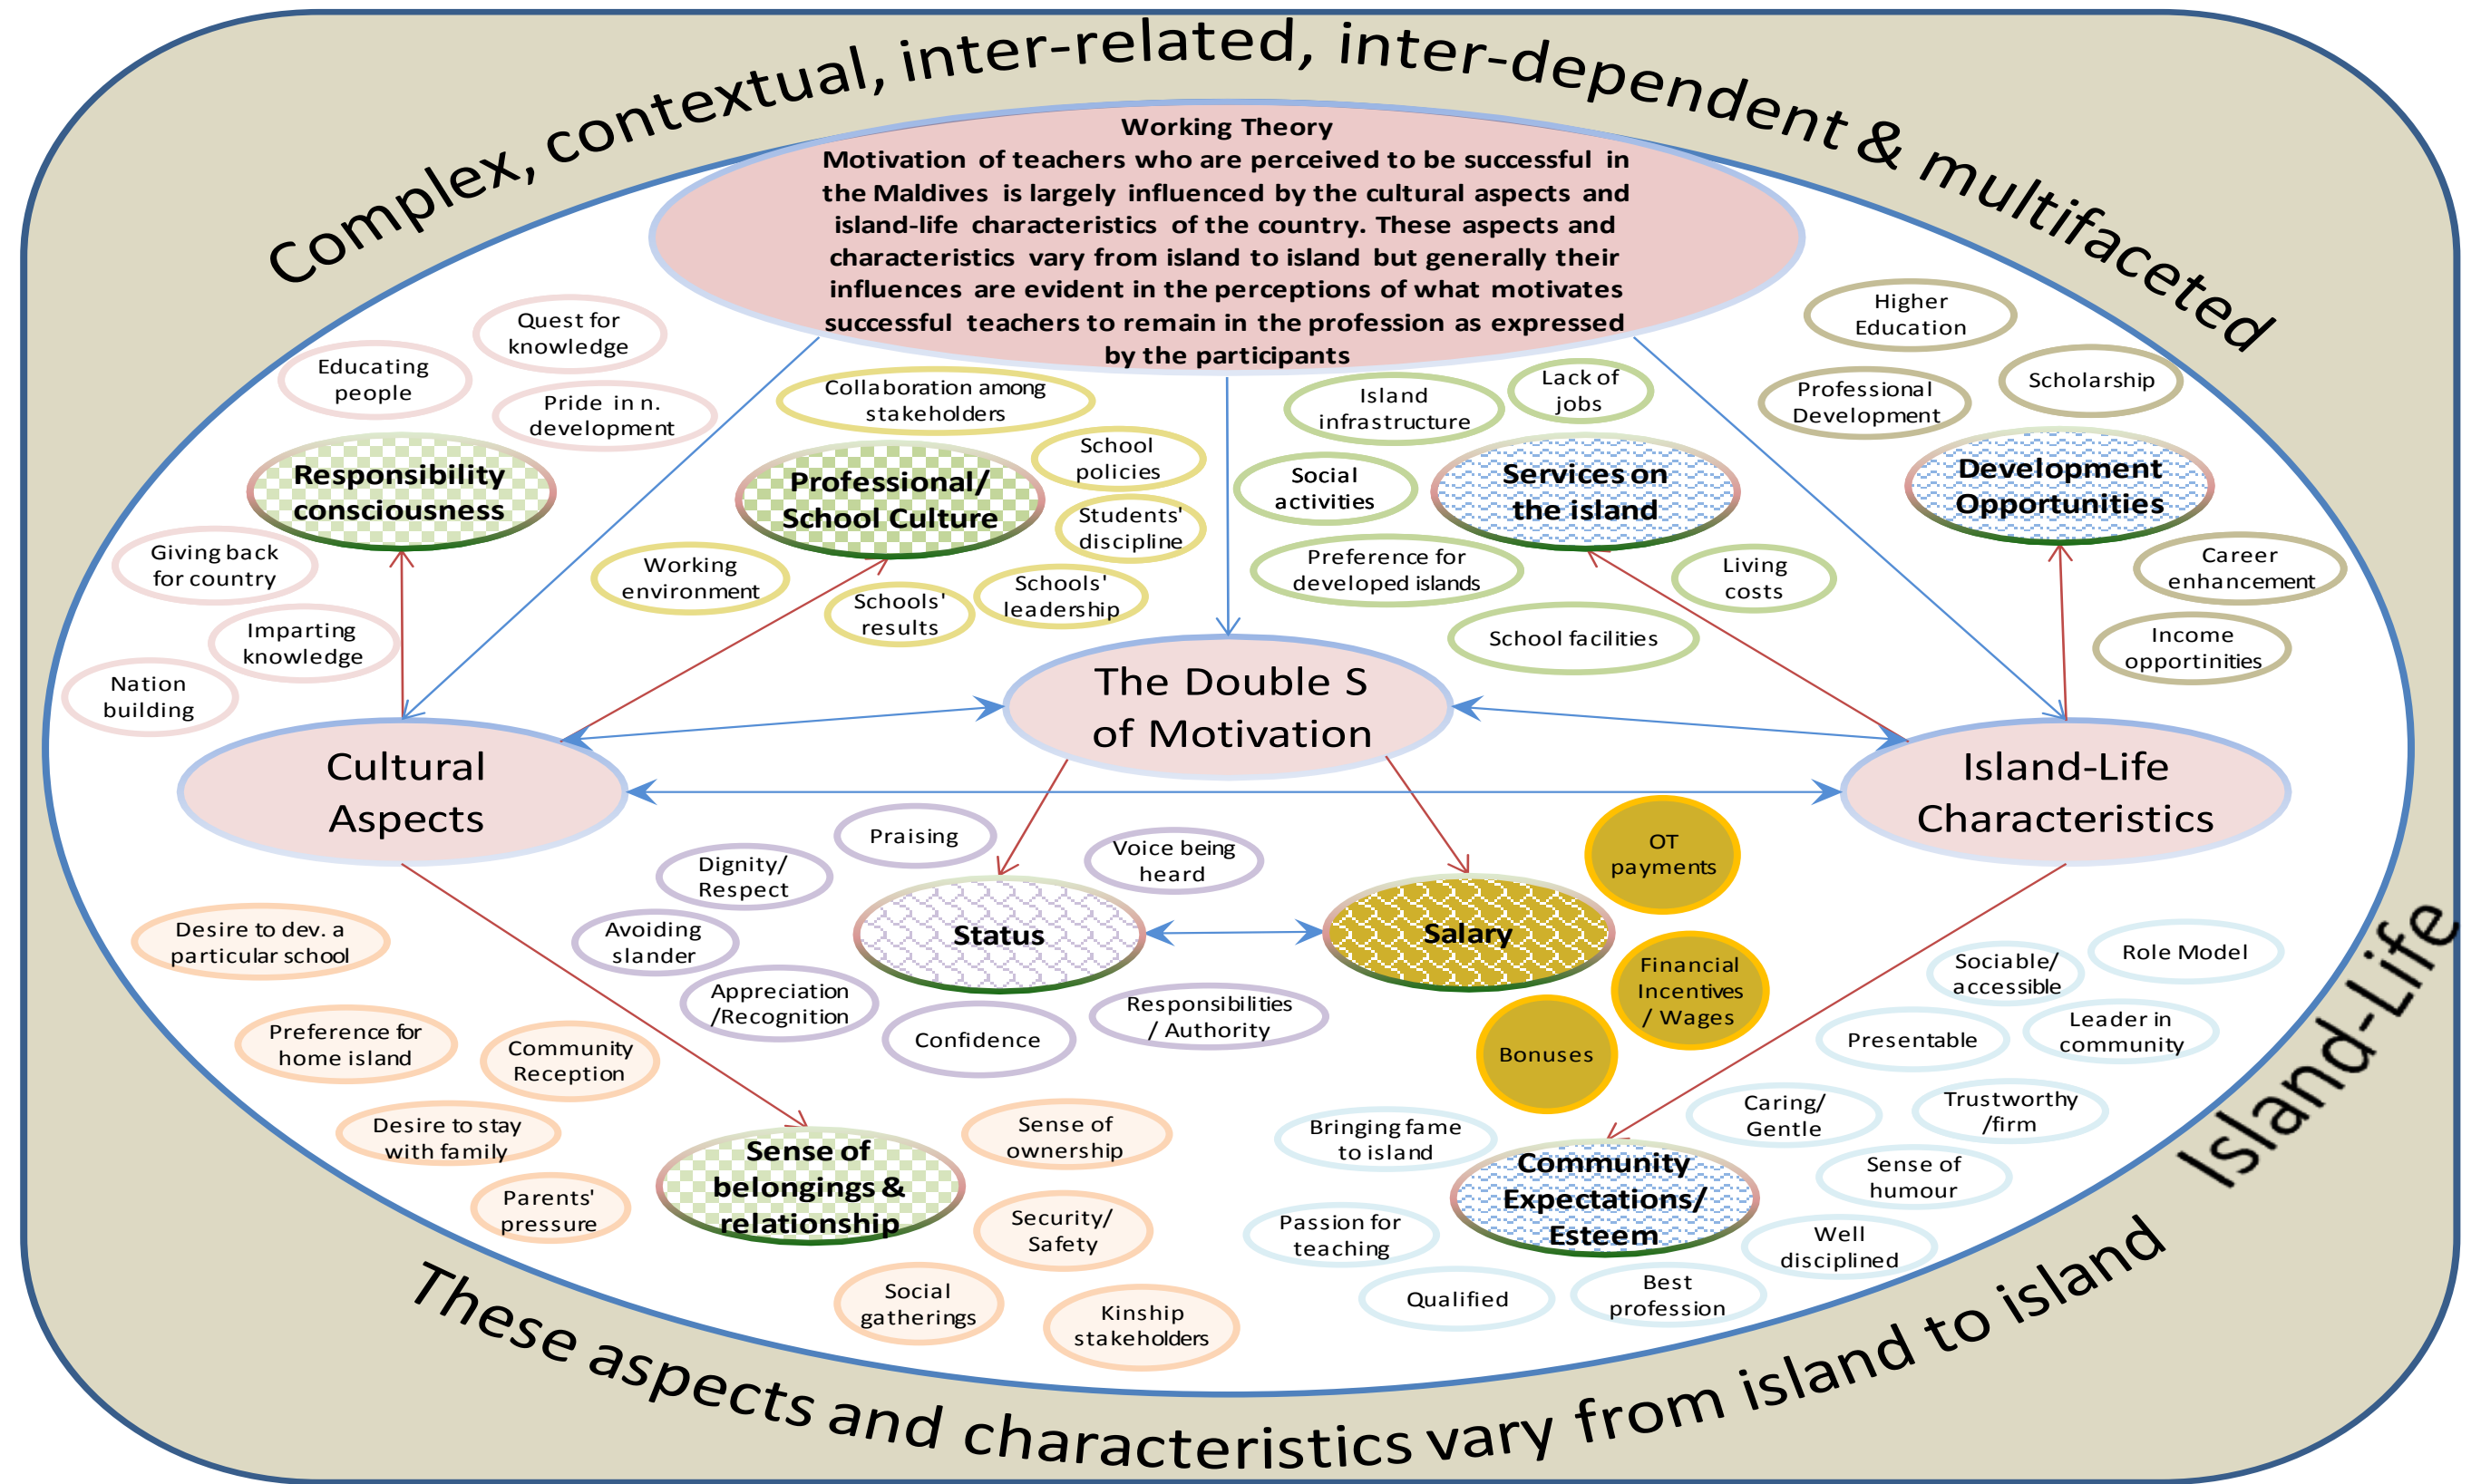 Complex, contextual, inter-related, inter-dependent & multifaceted
Working Theory
Motivation of teachers who are perceived to be successful in
the Maldives is largely influenced by the cultural aspects and
island-life characteristics of the country. These aspects and
characteristics vary from island to island but generally their
influences are evident in the perceptions of what motivates
successful teachers to remain in the profession as expressed
by the participants
Quest for
knowledge
Educating
people
Pride in n.
development
Responsibility
consciousness
Giving back
for country
Imparting
knowledge
Nation
building
Collaboration among
stakeholders
School
policies
Professional/
School Culture
Students'
discipline
Working
environment
Schools'
leadership
Schools'
results
Island
infrastructure
Lack of
jobs
Social
activities
Services on
the island
Preference for
developed islands
Living
costs
School facilities
Higher
Education
Scholarship
Professional
Development
Development
Opportunities
Career
enhancement
Income
opportinities
The Double S
of Motivation
Cultural
Aspects
Island-Life
Characteristics
Praising
Voice being
heard
Dignity/
Respect
Avoiding
slander
Status
Appreciation
/Recognition
Confidence
Responsibilities
/ Authority
Salary
OT
payments
Financial
Incentives
/ Wages
Bonuses
Desire to dev. a
particular school
Preference for
home island
Community
Reception
Desire to stay
with family
Parents'
pressure
Sense of
belongings &
relationship
Sense of
ownership
Security/
Safety
Social
gatherings
Kinship
stakeholders
Role Model
Sociable/
accessible
Presentable
Leader in
community
Caring/
Gentle
Trustworthy
/firm
Bringing fame
to island
Community
Expectations/
Esteem
Sense of
humour
Passion for
teaching
Well
disciplined
Qualified
Best
profession
Island-Life
These aspects and characteristics vary from island to island